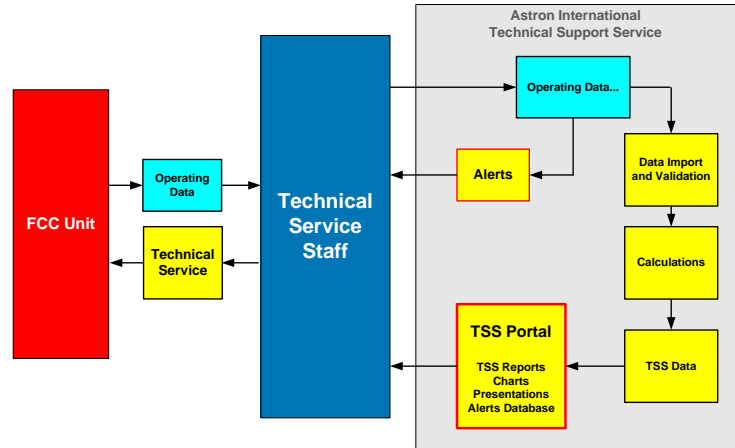 Astron International
Technical Support Service
Operating Data...
Data Import
and Validation
Alerts
Operating
Data
Technical
Service
Staff
FCC Unit
Technical
Service
Calculations
TSS Portal
TSS Reports
Charts
Presentations
Alerts Database
TSS Data